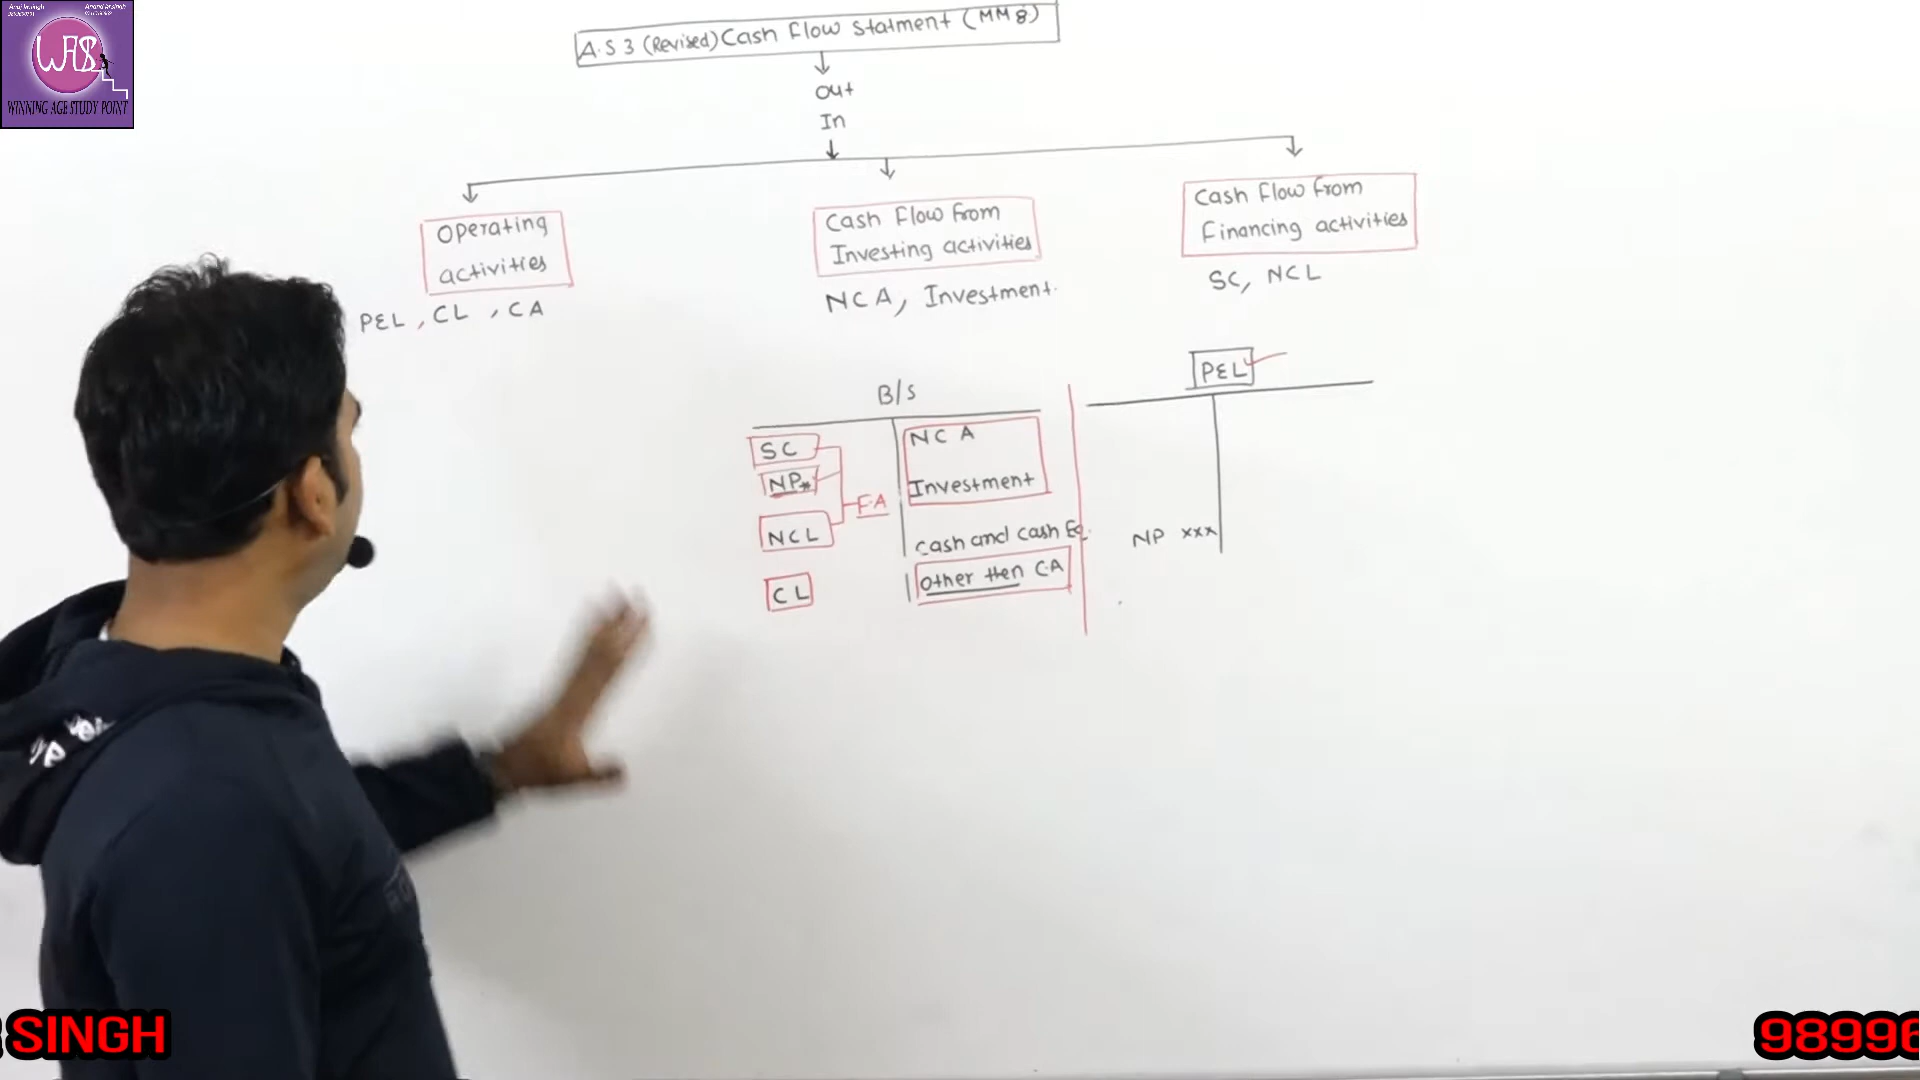 WAS
WINNING AGE STUDY POINT
A.S 3 (Revised) Cash Flow Statment (MM 8)
Out
In
Operating
activities
P&L, CL, CA
Cash Flow From
Investing activities
NCA, Investment.
Cash Flow From
Financing activities
SC, NCL
B/S
SC
NP*
NCL
CL
F.A
NCA
Investment
Cash and cash Eq.
Other then C.A
P&L
NP xxx
SINGH
98996